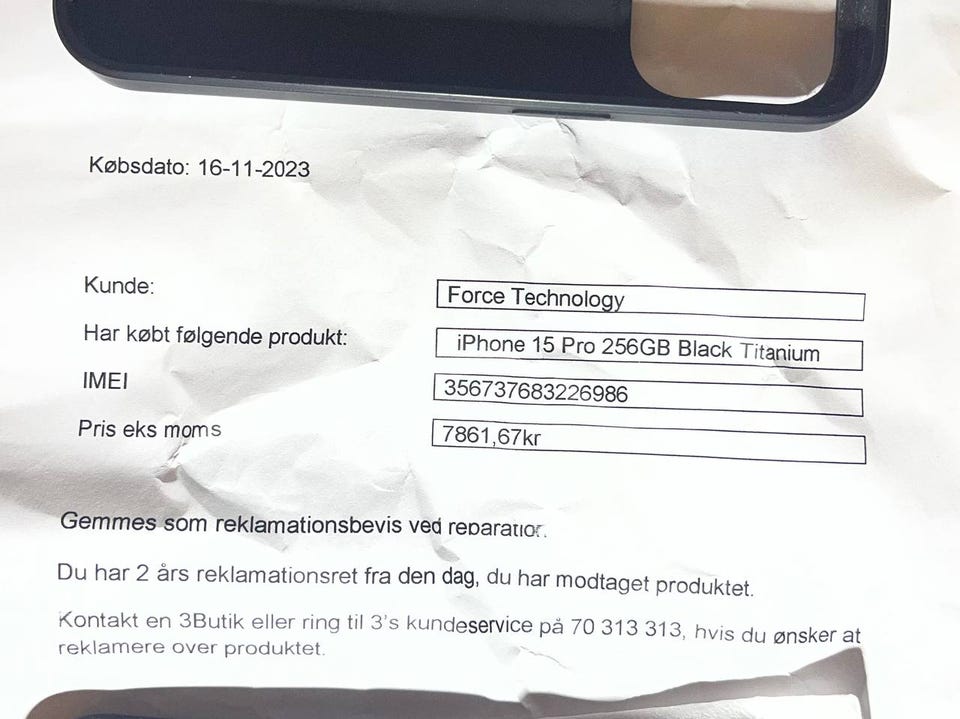 Købsdato: 16-11-2023
Kunde:
Force Technology
Har købt følgende produkt:
iPhone 15 Pro 256GB Black Titanium
IMEI
356737683226986
Pris eks moms
7861,67kr
Gemmes som reklamationsbevis ved reparation.
Du har 2 års reklamationsret fra den dag, du har modtaget produktet.
Kontakt en 3Butik eller ring til 3's kundeservice på 70 313 313, hvis du ønsker at
reklamere over produktet.